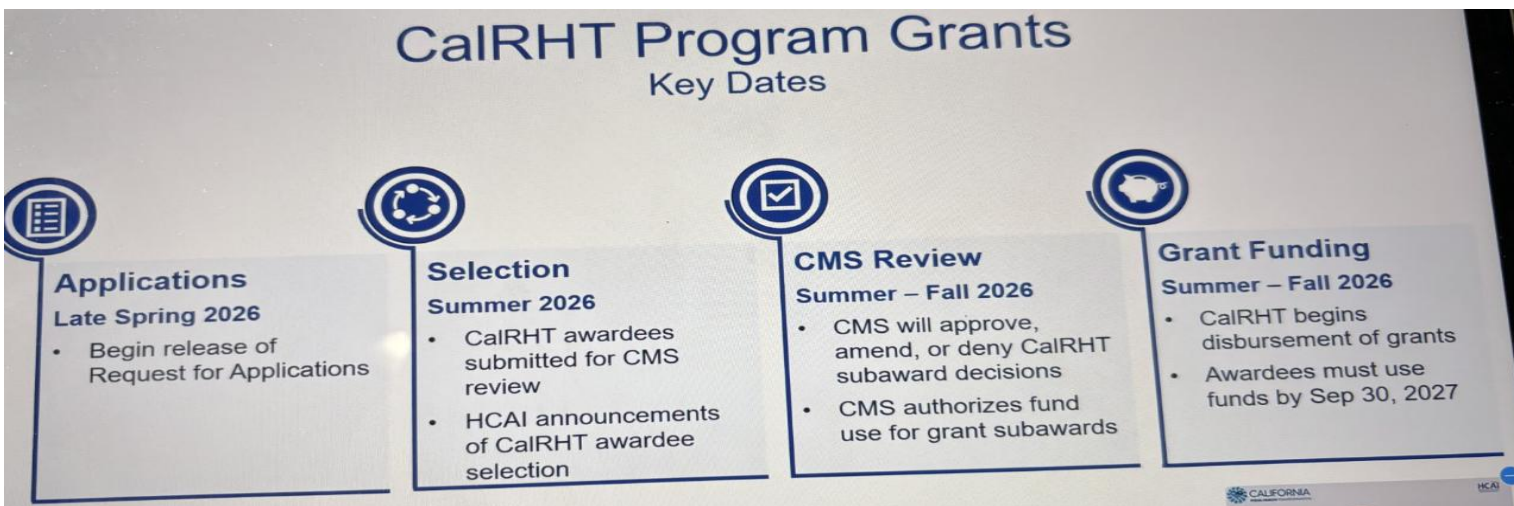 CalRHT Program Grants
Key Dates
Applications
Late Spring 2026
• Begin release of
Request for Applications
Selection
Summer 2026
• CalRHT awardees
submitted for CMS
review
• HCAI announcements
of CalRHT awardee
selection
CMS Review
Summer – Fall 2026
• CMS will approve,
amend, or deny CalRHT
subaward decisions
• CMS authorizes fund
use for grant subawards
Grant Funding
Summer – Fall 2026
• CalRHT begins
disbursement of grants
• Awardees must use
funds by Sep 30, 2027
CALIFORNIA
HCAI